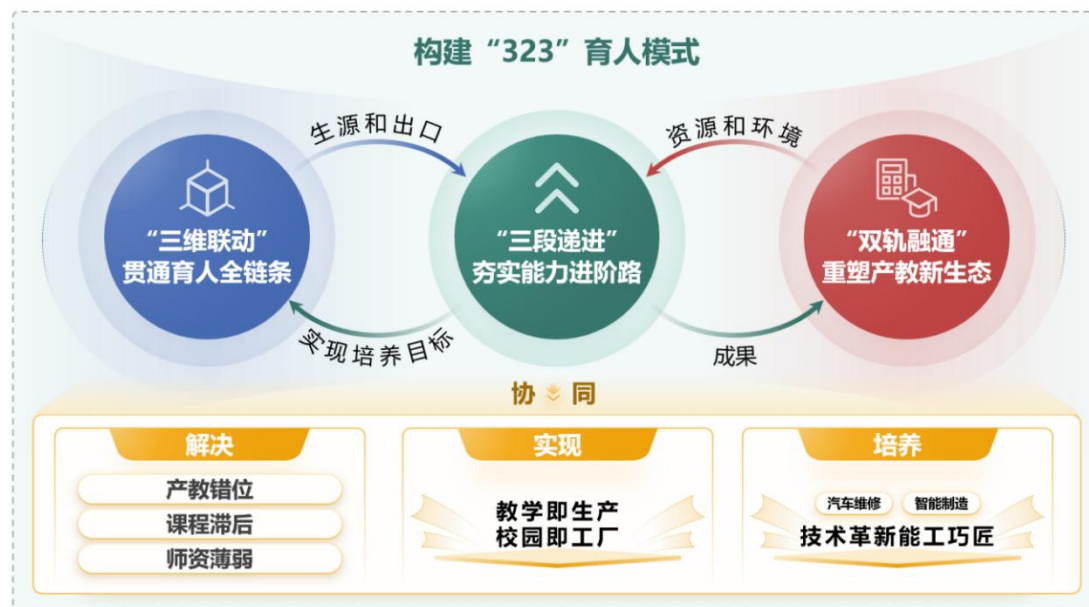 构建“323”育人模式
生源和出口
资源和环境
“三维联动”
贯通育人全链条
“三段递进”
夯实能力进阶路
“双轨融通”
重塑产教新生态
实现培养目标
成果
协同
解决
产教错位
课程滞后
师资薄弱
实现
教学即生产
校园即工厂
培养
汽车维修
智能制造
技术革新能工巧匠